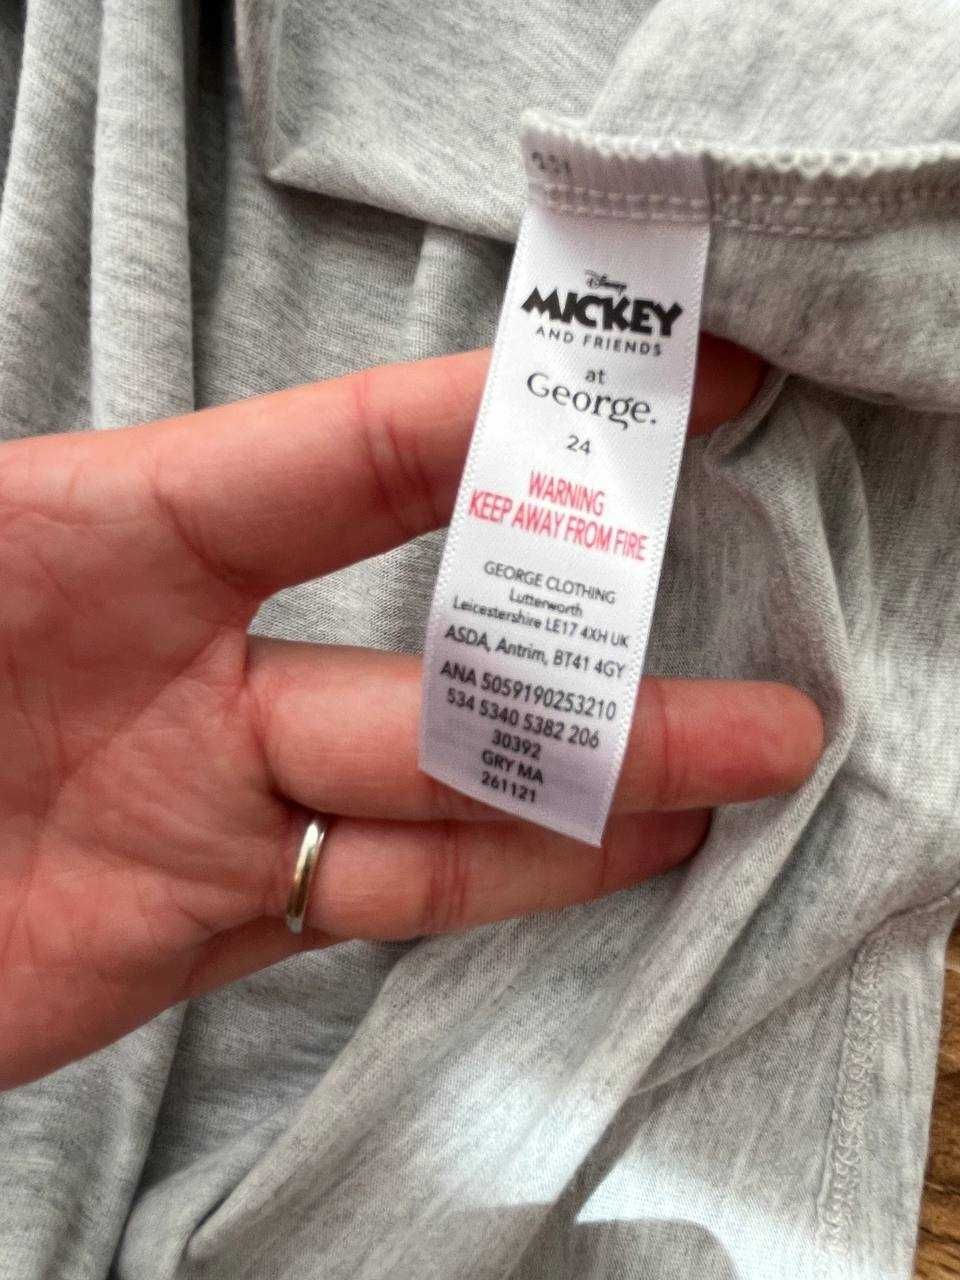 Disney
MICKEY
AND FRIENDS
at
George.
24
WARNING
KEEP AWAY FROM FIRE
GEORGE CLOTHING
Lutterworth
Leicestershire LE17 4XH UK
ASDA, Antrim, BT41 4GY
ANA 5059190253210
534 5340 5382 206
30392
GRY MA
261121